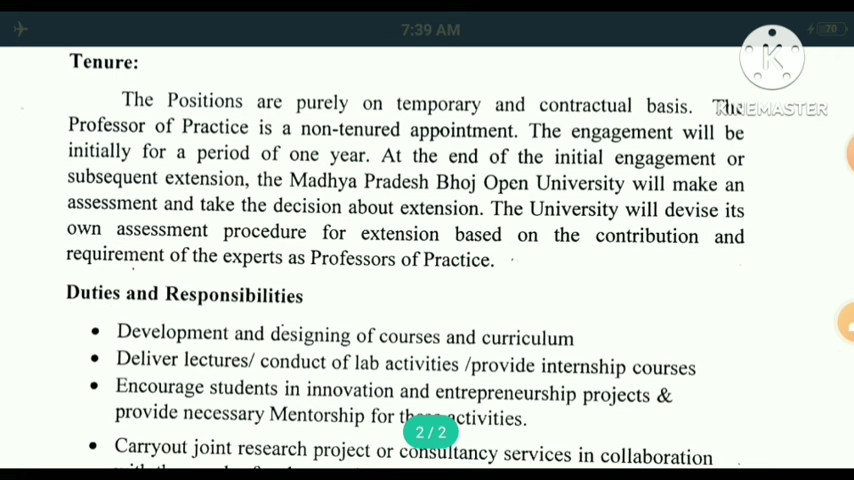 7:39 AM
70
K
KINEMASTER
Tenure:
The Positions are purely on temporary and contractual basis. The
Professor of Practice is a non-tenured appointment. The engagement will be
initially for a period of one year. At the end of the initial engagement or
subsequent extension, the Madhya Pradesh Bhoj Open University will make an
assessment and take the decision about extension. The University will devise its
own assessment procedure for extension based on the contribution and
requirement of the experts as Professors of Practice.
Duties and Responsibilities
• Development and designing of courses and curriculum
• Deliver lectures/ conduct of lab activities /provide internship courses
• Encourage students in innovation and entrepreneurship projects &
provide necessary Mentorship for these activities.
2 / 2
• Carryout joint research project or consultancy services in collaboration